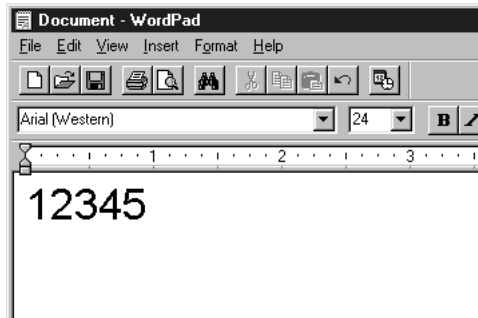 Document - WordPad
File Edit View Insert Format Help
Arial (Western) 24 B I
1 2 3
12345